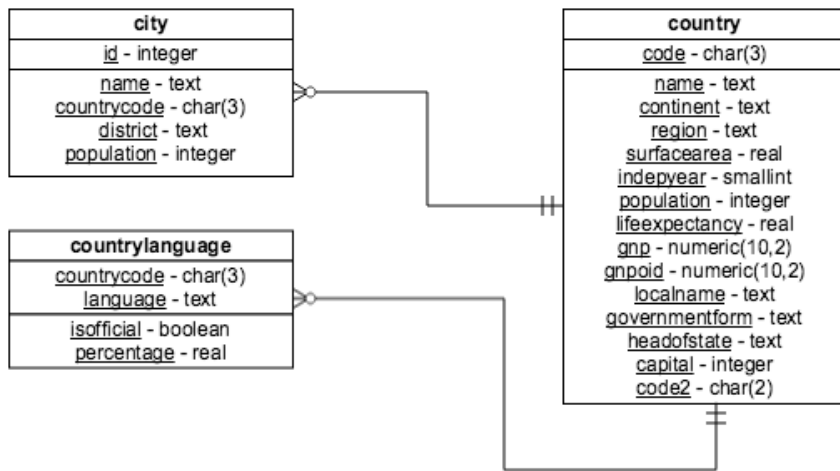 city
id - integer
name - text
countrycode - char(3)
district - text
population - integer
countrylanguage
countrycode - char(3)
language - text
isofficial - boolean
percentage - real
country
code - char(3)
name - text
continent - text
region - text
surfacearea - real
indepyear - smallint
population - integer
lifeexpectancy - real
gnp - numeric(10,2)
gnpoid - numeric(10,2)
localname - text
governmentform - text
headofstate - text
capital - integer
code2 - char(2)